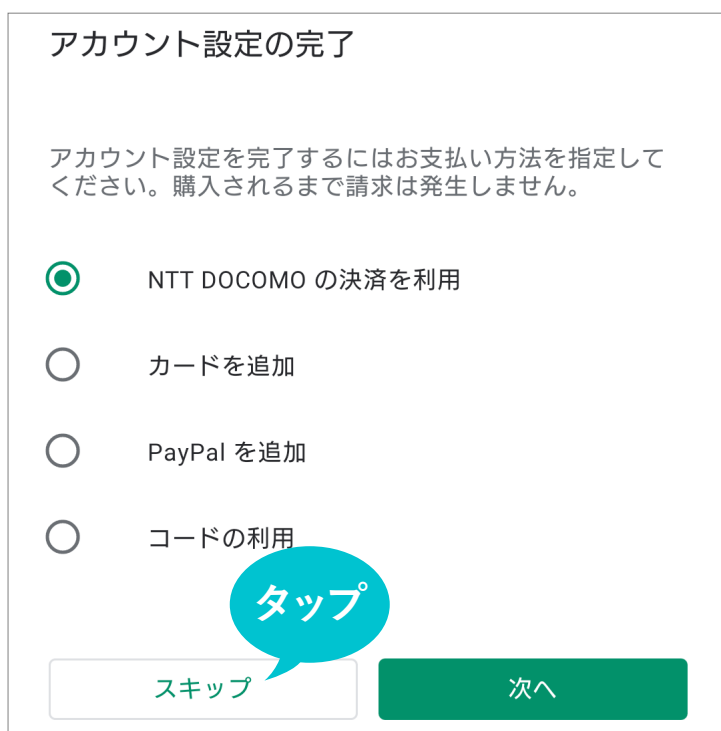 アカウント設定の完了
アカウント設定を完了するにはお支払い方法を指定して
ください。購入されるまで請求は発生しません。
NTT DOCOMO の決済を利用
カードを追加
PayPal を追加
コードの利用
タップ
スキップ
次へ